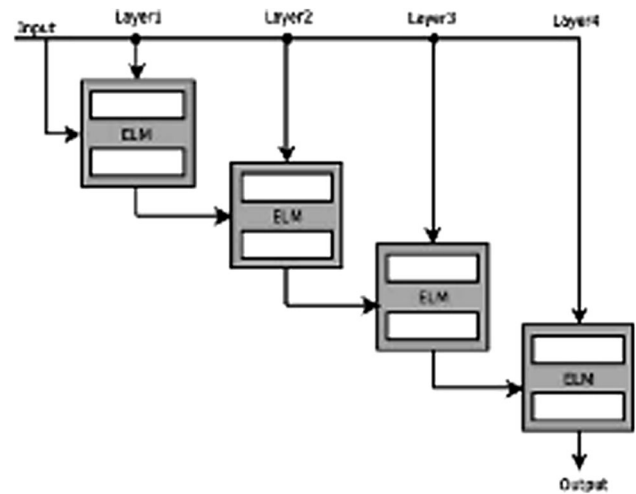 Input
Layer1
Layer2
Layer3
Layer4
ELM
ELM
ELM
ELM
Output